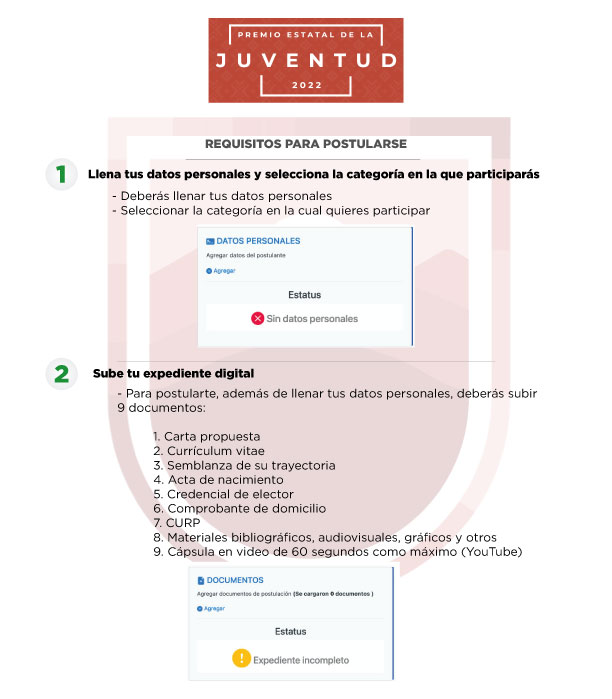 PREMIO ESTATAL DE LA
JUVENTUD
2022
REQUISITOS PARA POSTULARSE
1 Llena tus datos personales y selecciona la categoría en la que participarás
- Deberás llenar tus datos personales
- Seleccionar la categoría en la cual quieres participar
DATOS PERSONALES
Agregar datos del postulante
Agregar
Estatus
Sin datos personales
2 Sube tu expediente digital
- Para postularte, además de llenar tus datos personales, deberás subir
9 documentos:
1. Carta propuesta
2. Currículum vitae
3. Semblanza de su trayectoria
4. Acta de nacimiento
5. Credencial de elector
6. Comprobante de domicilio
7. CURP
8. Materiales bibliográficos, audiovisuales, gráficos y otros
9. Cápsula en video de 60 segundos como máximo (YouTube)
DOCUMENTOS
Agregar documentos de postulación (Se cargaron 0 documentos )
Agregar
Estatus
Expediente incompleto